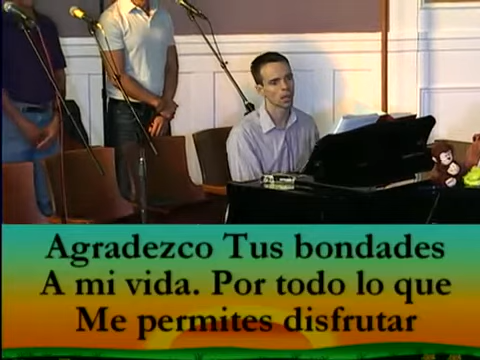 Agradezco Tus bondades
A mi vida. Por todo lo que
Me permites disfrutar